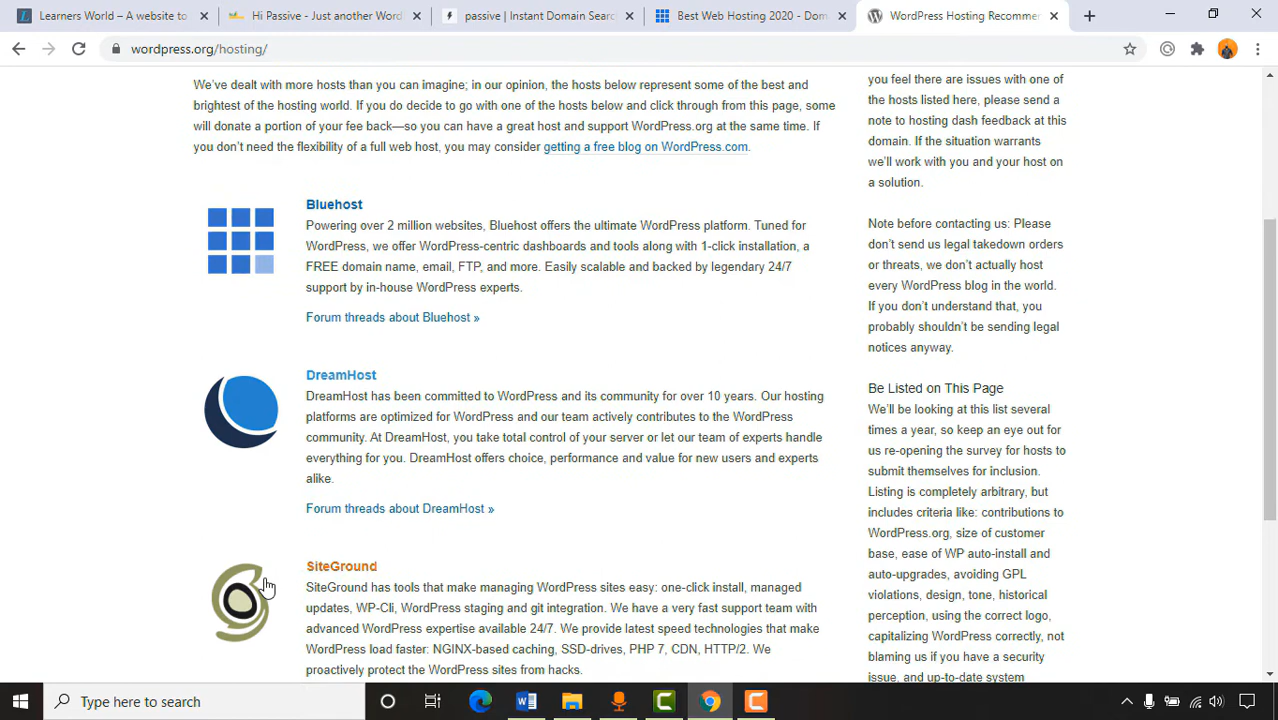 Learners World – A website to
Hi Passive - Just another Word
passive | Instant Domain Searc
Best Web Hosting 2020 - Dom
WordPress Hosting Recomme
wordpress.org/hosting/
We've dealt with more hosts than you can imagine; in our opinion, the hosts below represent some of the best and
brightest of the hosting world. If you do decide to go with one of the hosts below and click through from this page, some
will donate a portion of your fee back—so you can have a great host and support WordPress.org at the same time. If
you don't need the flexibility of a full web host, you may consider getting a free blog on WordPress.com.
Bluehost
Powering over 2 million websites, Bluehost offers the ultimate WordPress platform. Tuned for
WordPress, we offer WordPress-centric dashboards and tools along with 1-click installation, a
FREE domain name, email, FTP, and more. Easily scalable and backed by legendary 24/7
support by in-house WordPress experts.
Forum threads about Bluehost »
DreamHost
DreamHost has been committed to WordPress and its community for over 10 years. Our hosting
platforms are optimized for WordPress and our team actively contributes to the WordPress
community. At DreamHost, you take total control of your server or let our team of experts handle
everything for you. DreamHost offers choice, performance and value for new users and experts
alike.
Forum threads about DreamHost »
SiteGround
SiteGround has tools that make managing WordPress sites easy: one-click install, managed
updates, WP-Cli, WordPress staging and git integration. We have a very fast support team with
advanced WordPress expertise available 24/7. We provide latest speed technologies that make
WordPress load faster: NGINX-based caching, SSD-drives, PHP 7, CDN, HTTP/2. We
proactively protect the WordPress sites from hacks.
you feel there are issues with one of
the hosts listed here, please send a
note to hosting dash feedback at this
domain. If the situation warrants
we'll work with you and your host on
a solution.
Note before contacting us: Please
don't send us legal takedown orders
or threats, we don't actually host
every WordPress blog in the world.
If you don't understand that, you
probably shouldn't be sending legal
notices anyway.
Be Listed on This Page
We'll be looking at this list several
times a year, so keep an eye out for
us re-opening the survey for hosts to
submit themselves for inclusion.
Listing is completely arbitrary, but
includes criteria like: contributions to
WordPress.org, size of customer
base, ease of WP auto-install and
auto-upgrades, avoiding GPL
violations, design, tone, historical
perception, using the correct logo,
capitalizing WordPress correctly, not
blaming us if you have a security
issue, and up-to-date system
Type here to search